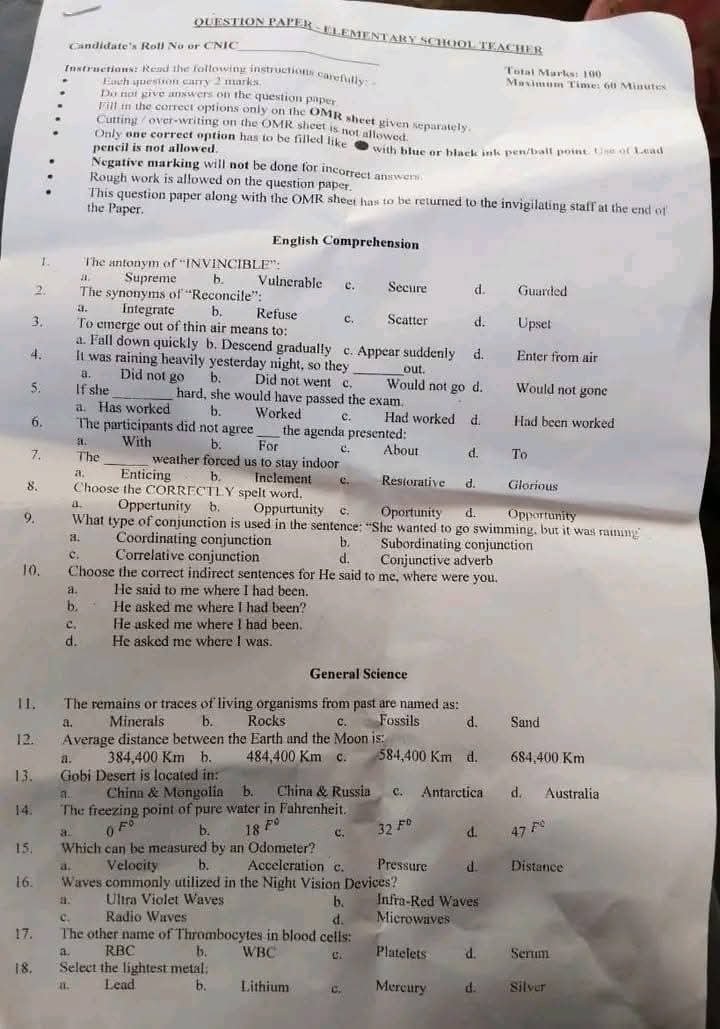 QUESTION PAPER - ELEMENTARY SCHOOL TEACHER
Candidate's Roll No or CNIC
Total Marks: 100
Instructions: Read the following instructions carefully: -
Maximum Time: 60 Minutes
• Each question carry 2 marks.
• Do not give answers on the question paper
• Fill in the correct options only on the OMR sheet given separately.
• Cutting / over-writing on the OMR sheet is not allowed.
• Only one correct option has to be filled like ● with blue or black ink pen/ball point. Use of Lead
pencil is not allowed.
• Negative marking will not be done for incorrect answers.
• Rough work is allowed on the question paper.
• This question paper along with the OMR sheet has to be returned to the invigilating staff at the end of
the Paper.
English Comprehension
1. The antonym of "INVINCIBLE":
a. Supreme b. Vulnerable c. Secure d. Guarded
2. The synonyms of "Reconcile":
a. Integrate b. Refuse c. Scatter d. Upset
3. To emerge out of thin air means to:
a. Fall down quickly b. Descend gradually c. Appear suddenly d. Enter from air
4. It was raining heavily yesterday night, so they ______ out.
a. Did not go b. Did not went c. Would not go d. Would not gone
5. If she ________ hard, she would have passed the exam.
a. Has worked b. Worked c. Had worked d. Had been worked
6. The participants did not agree ___ the agenda presented:
a. With b. For c. About d. To
7. The ______ weather forced us to stay indoor
a. Enticing b. Inclement c. Restorative d. Glorious
8. Choose the CORRECTLY spelt word.
a. Oppertunity b. Oppurtunity c. Oportunity d. Opportunity
9. What type of conjunction is used in the sentence: "She wanted to go swimming, but it was raining"
a. Coordinating conjunction b. Subordinating conjunction
c. Correlative conjunction d. Conjunctive adverb
10. Choose the correct indirect sentences for He said to me, where were you.
a. He said to me where I had been.
b. He asked me where I had been?
c. He asked me where I had been.
d. He asked me where I was.
General Science
11. The remains or traces of living organisms from past are named as:
a. Minerals b. Rocks c. Fossils d. Sand
12. Average distance between the Earth and the Moon is:
a. 384,400 Km b. 484,400 Km c. 584,400 Km d. 684,400 Km
13. Gobi Desert is located in:
a. China & Mongolia b. China & Russia c. Antarctica d. Australia
14. The freezing point of pure water in Fahrenheit.
a. 0 F⁰ b. 18 F⁰ c. 32 F⁰ d. 47 F⁰
15. Which can be measured by an Odometer?
a. Velocity b. Acceleration c. Pressure d. Distance
16. Waves commonly utilized in the Night Vision Devices?
a. Ultra Violet Waves b. Infra-Red Waves
c. Radio Waves d. Microwaves
17. The other name of Thrombocytes in blood cells:
a. RBC b. WBC c. Platelets d. Serum
18. Select the lightest metal:
a. Lead b. Lithium c. Mercury d. Silver